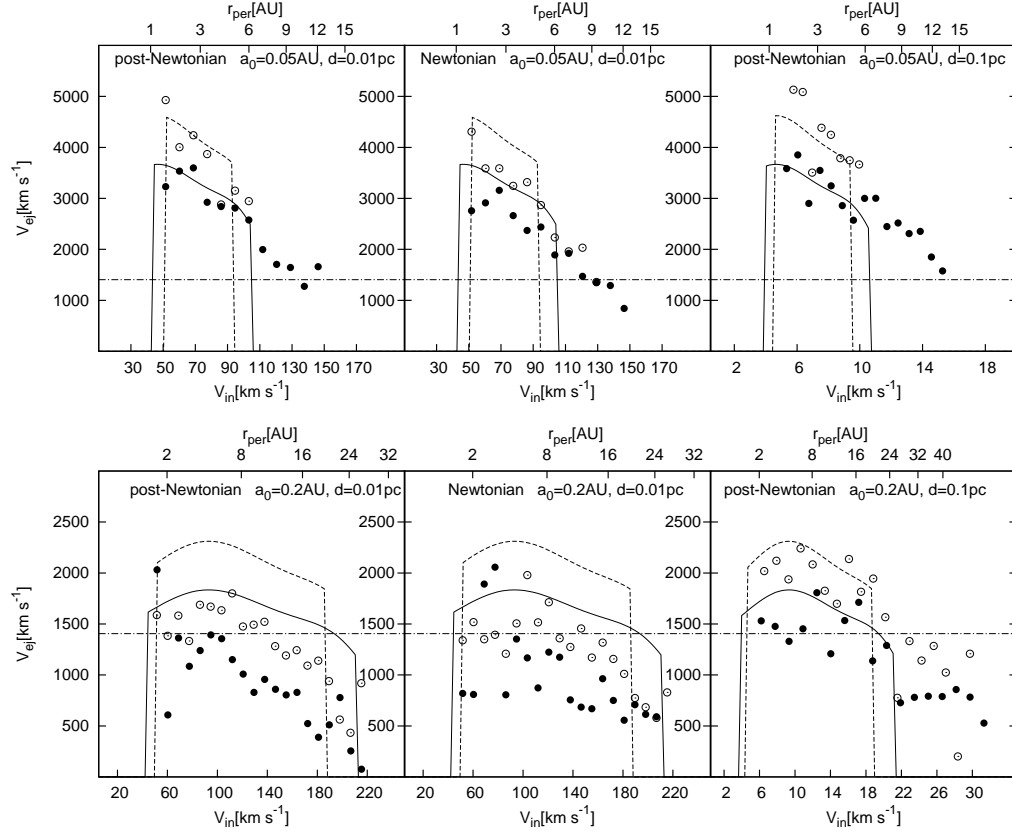 r_per[AU]
r_per[AU]
r_per[AU]
1 3 6 9 12 15
1 3 6 9 12 15
1 3 6 9 12 15
post-Newtonian a_0=0.05AU, d=0.01pc
Newtonian a_0=0.05AU, d=0.01pc
post-Newtonian a_0=0.05AU, d=0.1pc
V_ej[km s^-1]
5000
4000
3000
2000
1000
5000
4000
3000
2000
1000
5000
4000
3000
2000
1000
30 50 70 90 110 130 150 170
30 50 70 90 110 130 150 170
2 6 10 14 18
V_in[km s^-1]
V_in[km s^-1]
V_in[km s^-1]
r_per[AU]
r_per[AU]
r_per[AU]
2 8 16 24 32
2 8 16 24 32
2 8 16 24 32 40
post-Newtonian a_0=0.2AU, d=0.01pc
Newtonian a_0=0.2AU, d=0.01pc
post-Newtonian a_0=0.2AU, d=0.1pc
V_ej[km s^-1]
2500
2000
1500
1000
500
2500
2000
1500
1000
500
2500
2000
1500
1000
500
20 60 100 140 180 220
20 60 100 140 180 220
2 6 10 14 18 22 26 30
V_in[km s^-1]
V_in[km s^-1]
V_in[km s^-1]